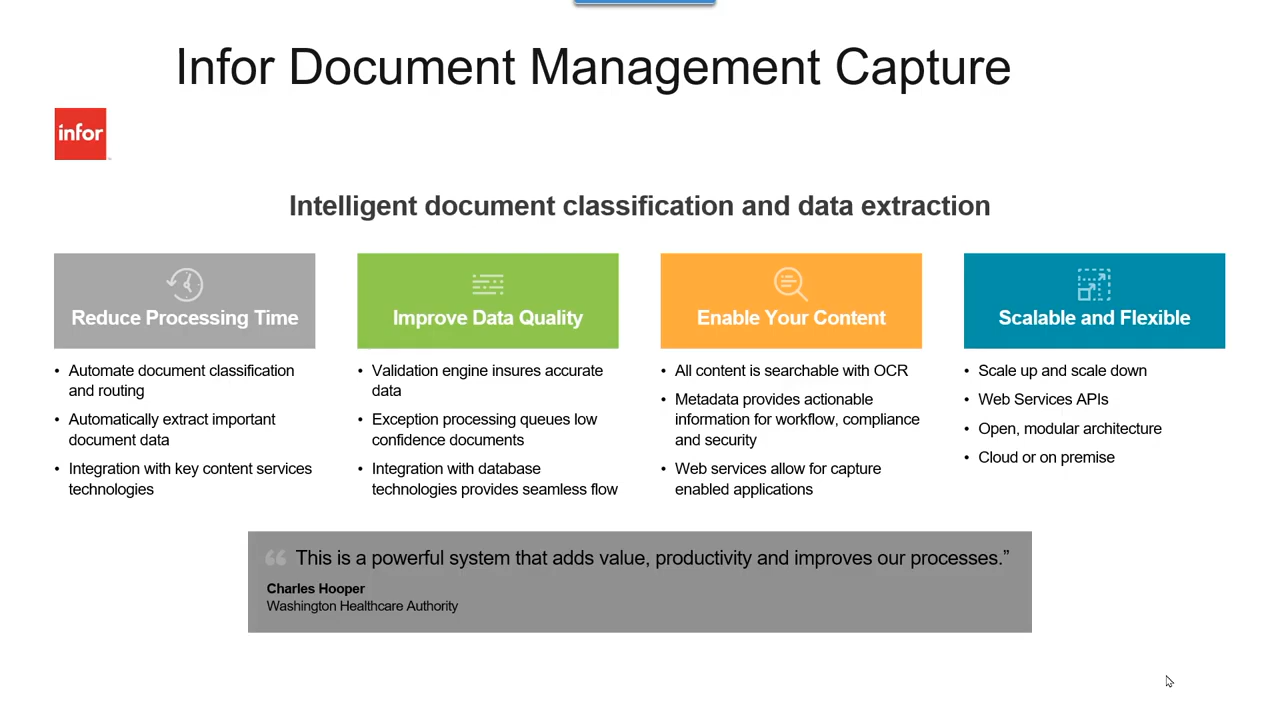 Infor Document Management Capture
infor
Intelligent document classification and data extraction
Reduce Processing Time
• Automate document classification
and routing
• Automatically extract important
document data
• Integration with key content services
technologies
Improve Data Quality
• Validation engine insures accurate
data
• Exception processing queues low
confidence documents
• Integration with database
technologies provides seamless flow
Enable Your Content
• All content is searchable with OCR
• Metadata provides actionable
information for workflow, compliance
and security
• Web services allow for capture
enabled applications
Scalable and Flexible
• Scale up and scale down
• Web Services APIs
• Open, modular architecture
• Cloud or on premise
“ This is a powerful system that adds value, productivity and improves our processes.”
Charles Hooper
Washington Healthcare Authority